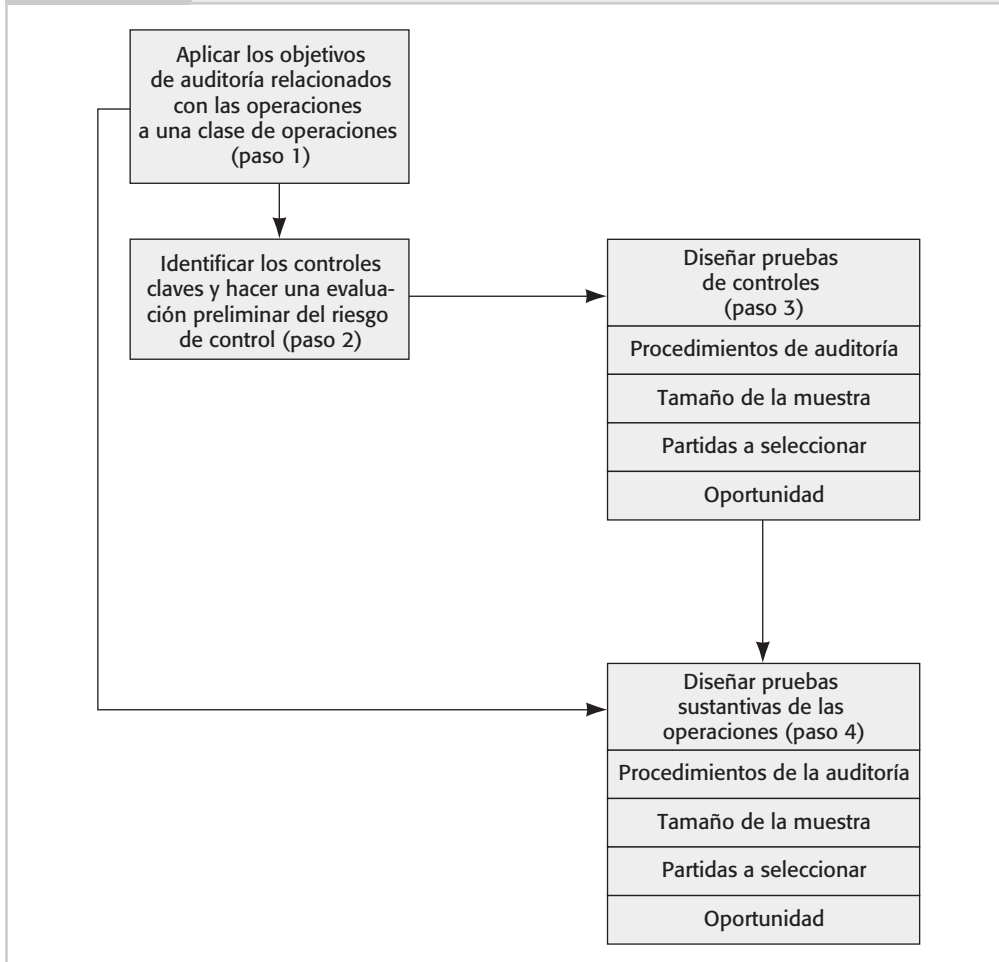 Aplicar los objetivos
de auditoría relacionados
con las operaciones
a una clase de operaciones
(paso 1)
Identificar los controles
claves y hacer una evalua-
ción preliminar del riesgo
de control (paso 2)
Diseñar pruebas
de controles
(paso 3)
Procedimientos de auditoría
Tamaño de la muestra
Partidas a seleccionar
Oportunidad
Diseñar pruebas
sustantivas de las
operaciones (paso 4)
Procedimientos de la auditoría
Tamaño de la muestra
Partidas a seleccionar
Oportunidad